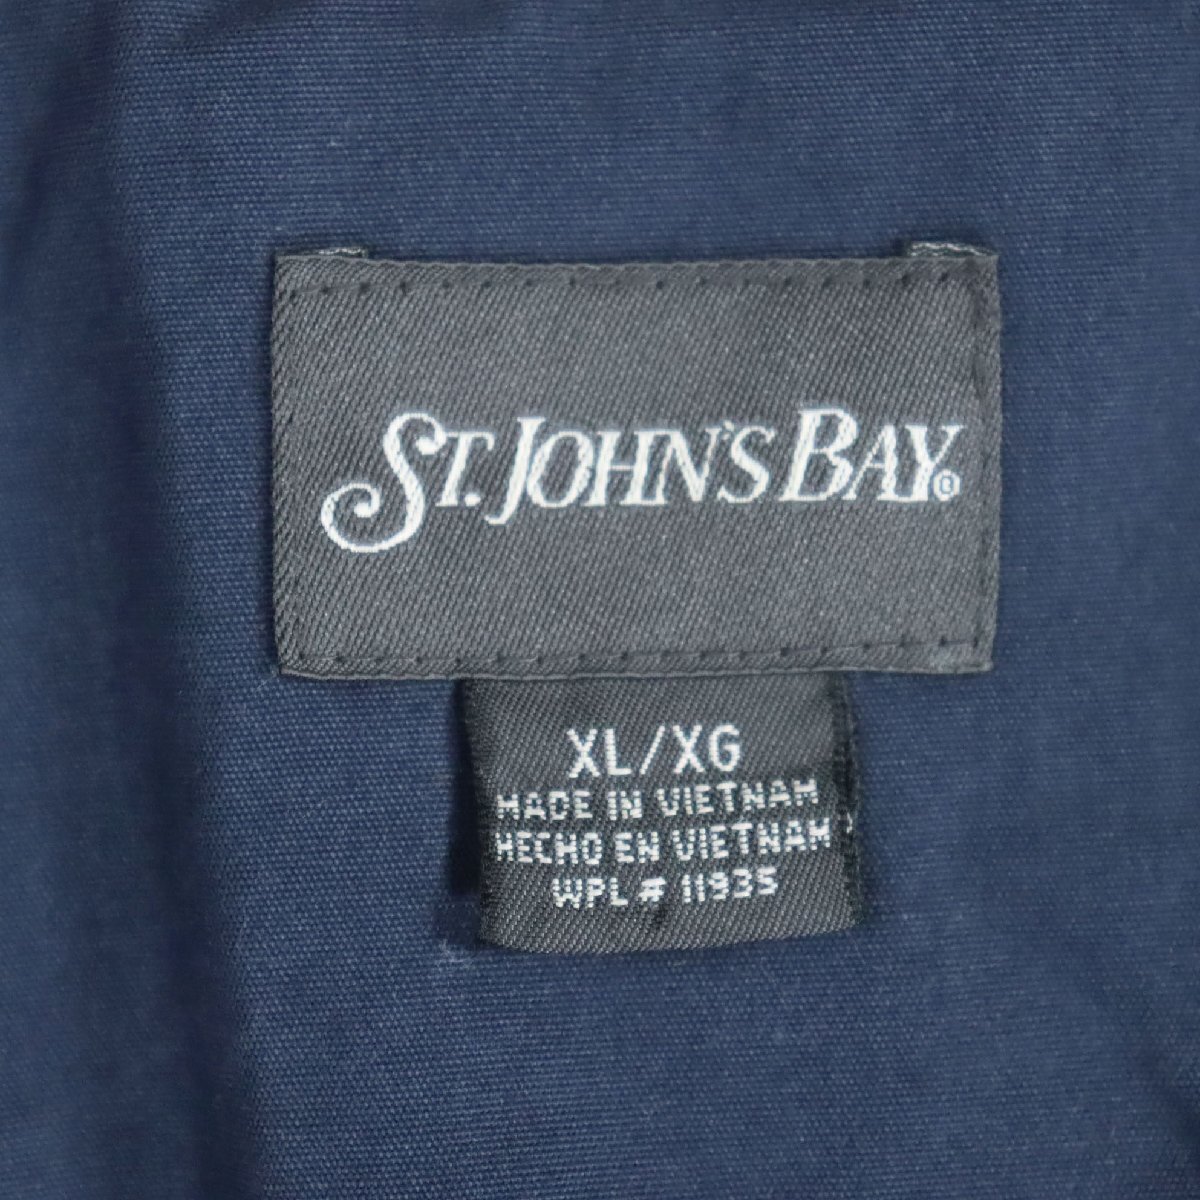 ST. JOHN'S BAY®
XL/XG
MADE IN VIETNAM
HECHO EN VIETNAM
WPL # 11935